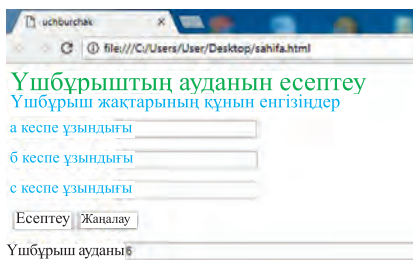 uchburchak ×
file:///C:/Users/User/Desktop/sahifa.html
Үшбұрыштың ауданын есептеу
Үшбұрыш жақтарының құнын енгізіңдер
а кеспе ұзындығы
б кеспе ұзындығы
с кеспе ұзындығы
Есептеу Жаңалау
Үшбұрыш ауданы 6